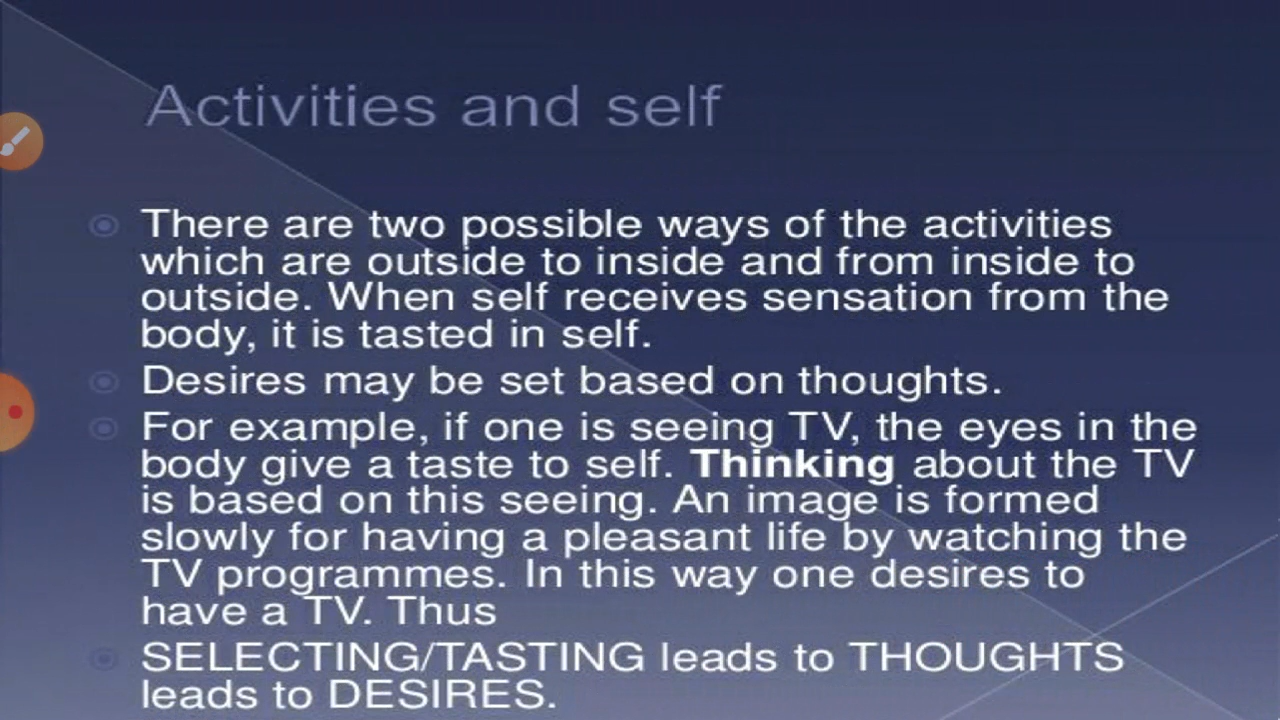 Activities and self
There are two possible ways of the activities
which are outside to inside and from inside to
outside. When self receives sensation from the
body, it is tasted in self.
Desires may be set based on thoughts.
For example, if one is seeing TV, the eyes in the
body give a taste to self. Thinking about the TV
is based on this seeing. An image is formed
slowly for having a pleasant life by watching the
TV programmes. In this way one desires to
have a TV. Thus
SELECTING/TASTING leads to THOUGHTS
leads to DESIRES.